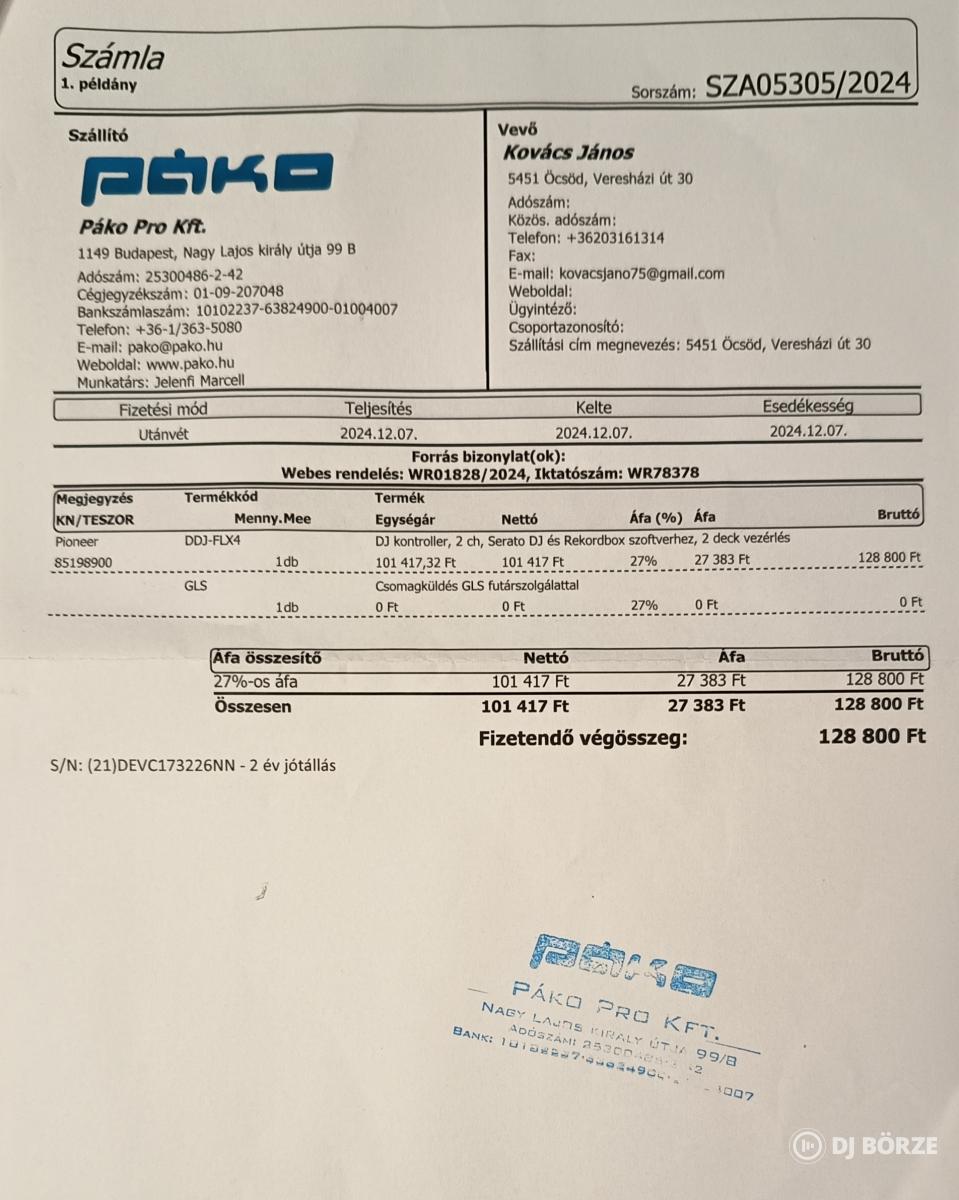 Számla
1. példány
Sorszám: SZA05305/2024
Szállító
PÁKO
Páko Pro Kft.
1149 Budapest, Nagy Lajos király útja 99 B
Adószám: 25300486-2-42
Cégjegyzékszám: 01-09-207048
Bankszámlaszám: 10102237-63824900-01004007
Telefon: +36-1/363-5080
E-mail: pako@pako.hu
Weboldal: www.pako.hu
Munkatárs: Jelenfi Marcell
Vevő
Kovács János
5451 Öcsöd, Veresházi út 30
Adószám:
Közös. adószám:
Telefon: +36203161314
Fax:
E-mail: kovacsjano75@gmail.com
Weboldal:
Ügyintéző:
Csoportazonosító:
Szállítási cím megnevezés: 5451 Öcsöd, Veresházi út 30
Fizetési mód Teljesítés Kelte Esedékesség
Utánvét 2024.12.07. 2024.12.07. 2024.12.07.
Forrás bizonylat(ok):
Webes rendelés: WR01828/2024, Iktatószám: WR78378
Megjegyzés Termékkód Termék
KN/TESZOR Menny.Mee Egységár Nettó Áfa (%) Áfa Bruttó
Pioneer DDJ-FLX4 DJ kontroller, 2 ch, Serato DJ és Rekordbox szoftverhez, 2 deck vezérlés
85198900 1db 101 417,32 Ft 101 417 Ft 27% 27 383 Ft 128 800 Ft
GLS Csomagküldés GLS futárszolgálattal
1db 0 Ft 0 Ft 27% 0 Ft 0 Ft
Áfa összesítő Nettó Áfa Bruttó
27%-os áfa 101 417 Ft 27 383 Ft 128 800 Ft
Összesen 101 417 Ft 27 383 Ft 128 800 Ft
Fizetendő végösszeg: 128 800 Ft
S/N: (21)DEVC173226NN - 2 év jótállás
PÁKO
PÁKO PRO KFT.
NAGY LAJOS KIRÁLY ÚTJA 99/B
ADÓSZÁM:
BANK:
DJ BÖRZE